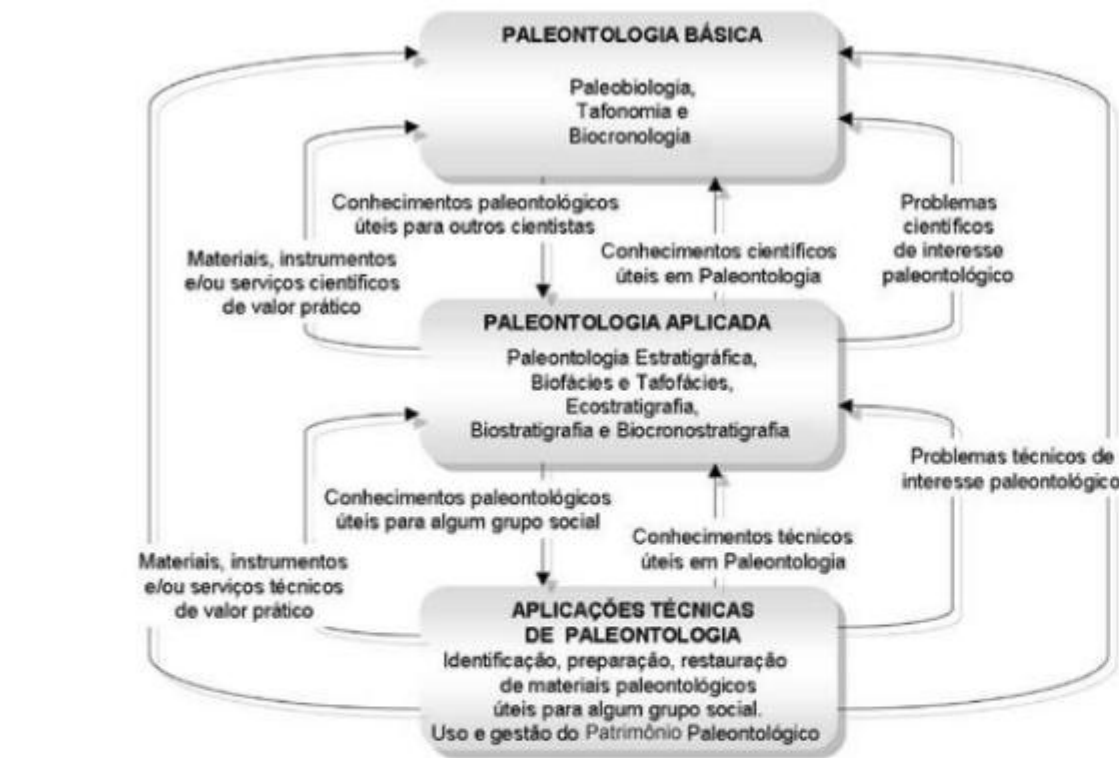 PALEONTOLOGIA BÁSICA
Paleobiologia,
Tafonomia e
Biocronologia
Conhecimentos paleontológicos
úteis para outros cientistas
Conhecimentos científicos
úteis em Paleontologia
Problemas
científicos
de interesse
paleontológico
Materiais, instrumentos
e/ou serviços científicos
de valor prático
PALEONTOLOGIA APLICADA
Paleontologia Estratigráfica,
Biofácies e Tafofácies,
Ecostratigrafia,
Biostratigrafia e Biocronostratigrafia
Conhecimentos paleontológicos
úteis para algum grupo social
Conhecimentos técnicos
úteis em Paleontologia
Problemas técnicos de
interesse paleontológico
Materiais, instrumentos
e/ou serviços técnicos
de valor prático
APLICAÇÕES TÉCNICAS
DE PALEONTOLOGIA
Identificação, preparação, restauração
de materiais paleontológicos
úteis para algum grupo social.
Uso e gestão do Patrimônio Paleontológico